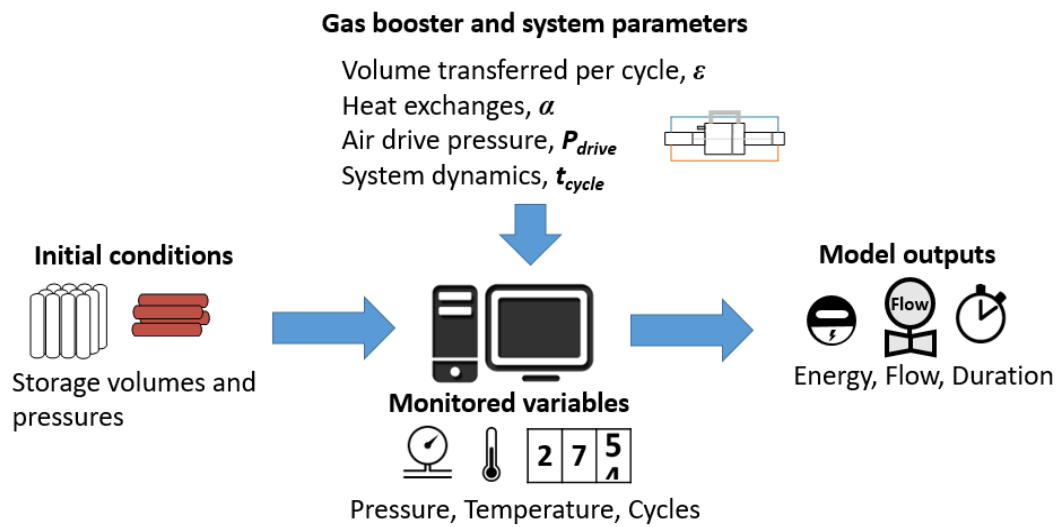 Gas booster and system parameters
Volume transferred per cycle, ε
Heat exchanges, α
Air drive pressure, Pdrive
System dynamics, tcycle
Initial conditions
Storage volumes and
pressures
Monitored variables
2 7 5
4
Pressure, Temperature, Cycles
Model outputs
Flow
Energy, Flow, Duration